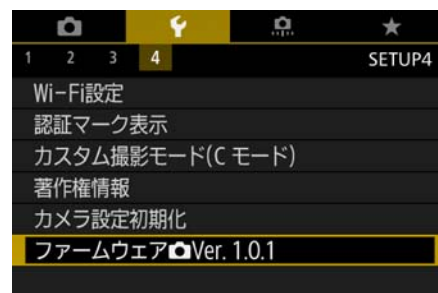 1 2 3 4 SETUP4
Wi-Fi設定
認証マーク表示
カスタム撮影モード(C モード)
著作権情報
カメラ設定初期化
ファームウェア Ver. 1.0.1